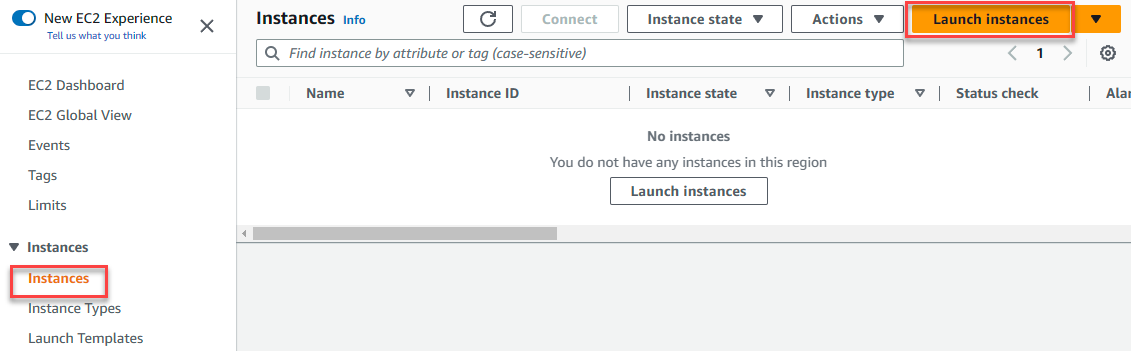 New EC2 Experience
Tell us what you think
EC2 Dashboard
EC2 Global View
Events
Tags
Limits
Instances
Instances
Instance Types
Launch Templates
Instances Info Connect Instance state Actions Launch instances
Find instance by attribute or tag (case-sensitive) 1
Name Instance ID Instance state Instance type Status check Alar
No instances
You do not have any instances in this region
Launch instances